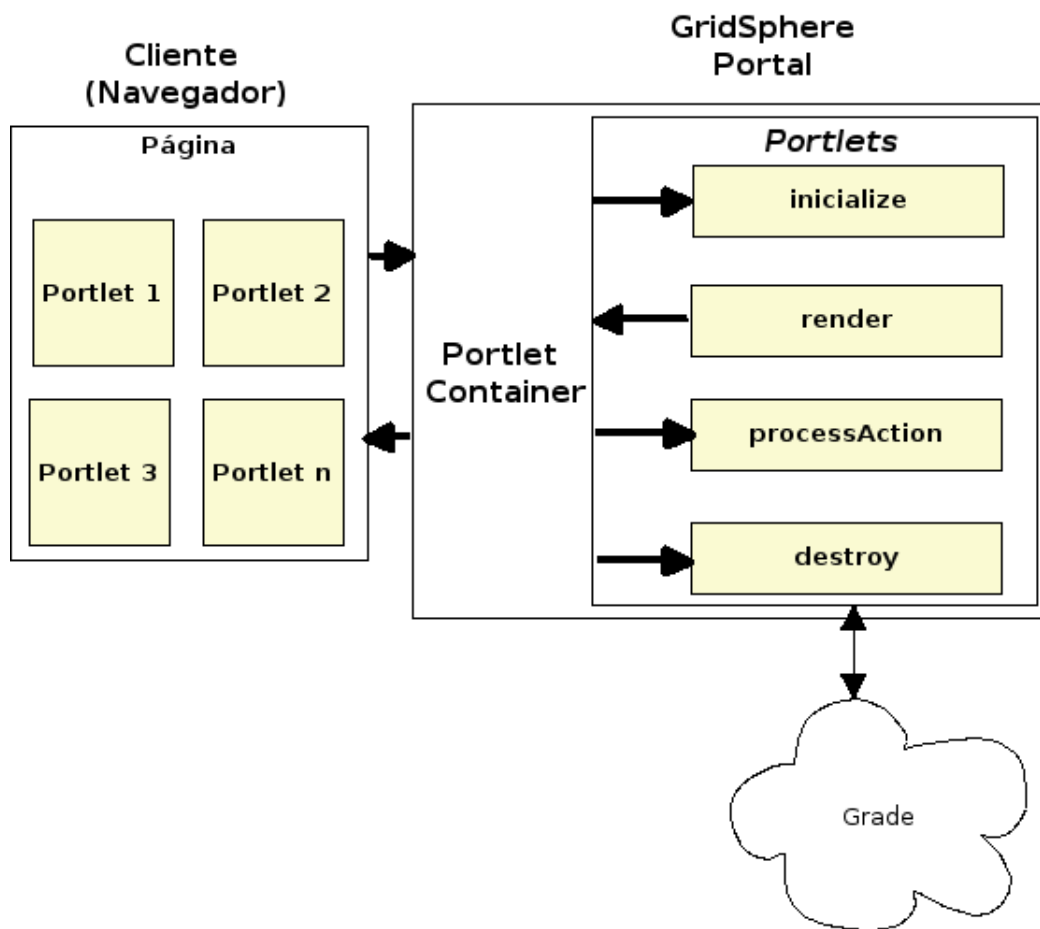 Cliente
(Navegador)
Página
Portlet 1
Portlet 2
Portlet 3
Portlet n
GridSphere
Portal
Portlet
Container
Portlets
inicialize
render
processAction
destroy
Grade